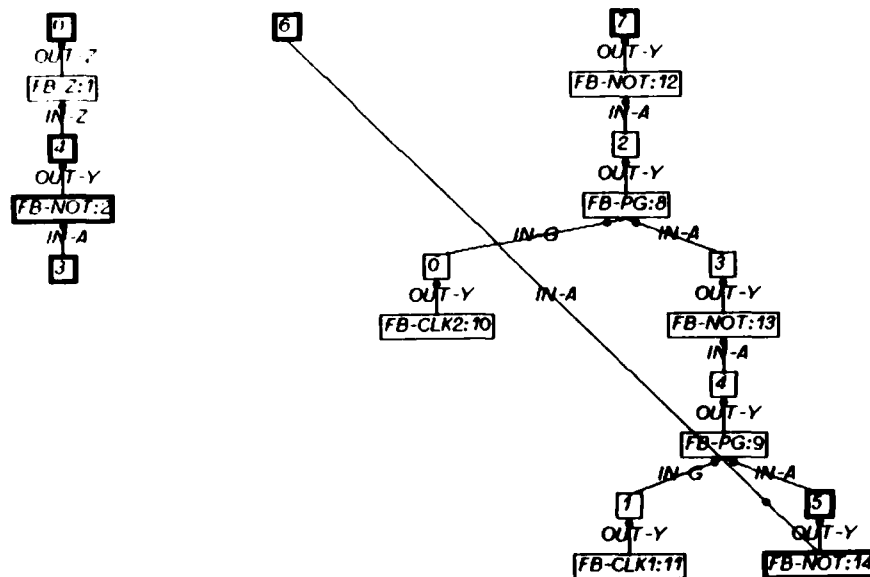 0 6 7
OUT-Z OUT-Y
FB-Z:1 FB-NOT:12
IN-Z IN-A
4 2
OUT-Y OUT-Y
FB-NOT:2 FB-PG:8
IN-A IN-G IN-A
3 0 3
OUT-Y IN-A OUT-Y
FB-CLK2:10 FB-NOT:13
IN-A
4
OUT-Y
FB-PG:9
IN-G IN-A
1 5
OUT-Y OUT-Y
FB-CLK1:11 FB-NOT:14